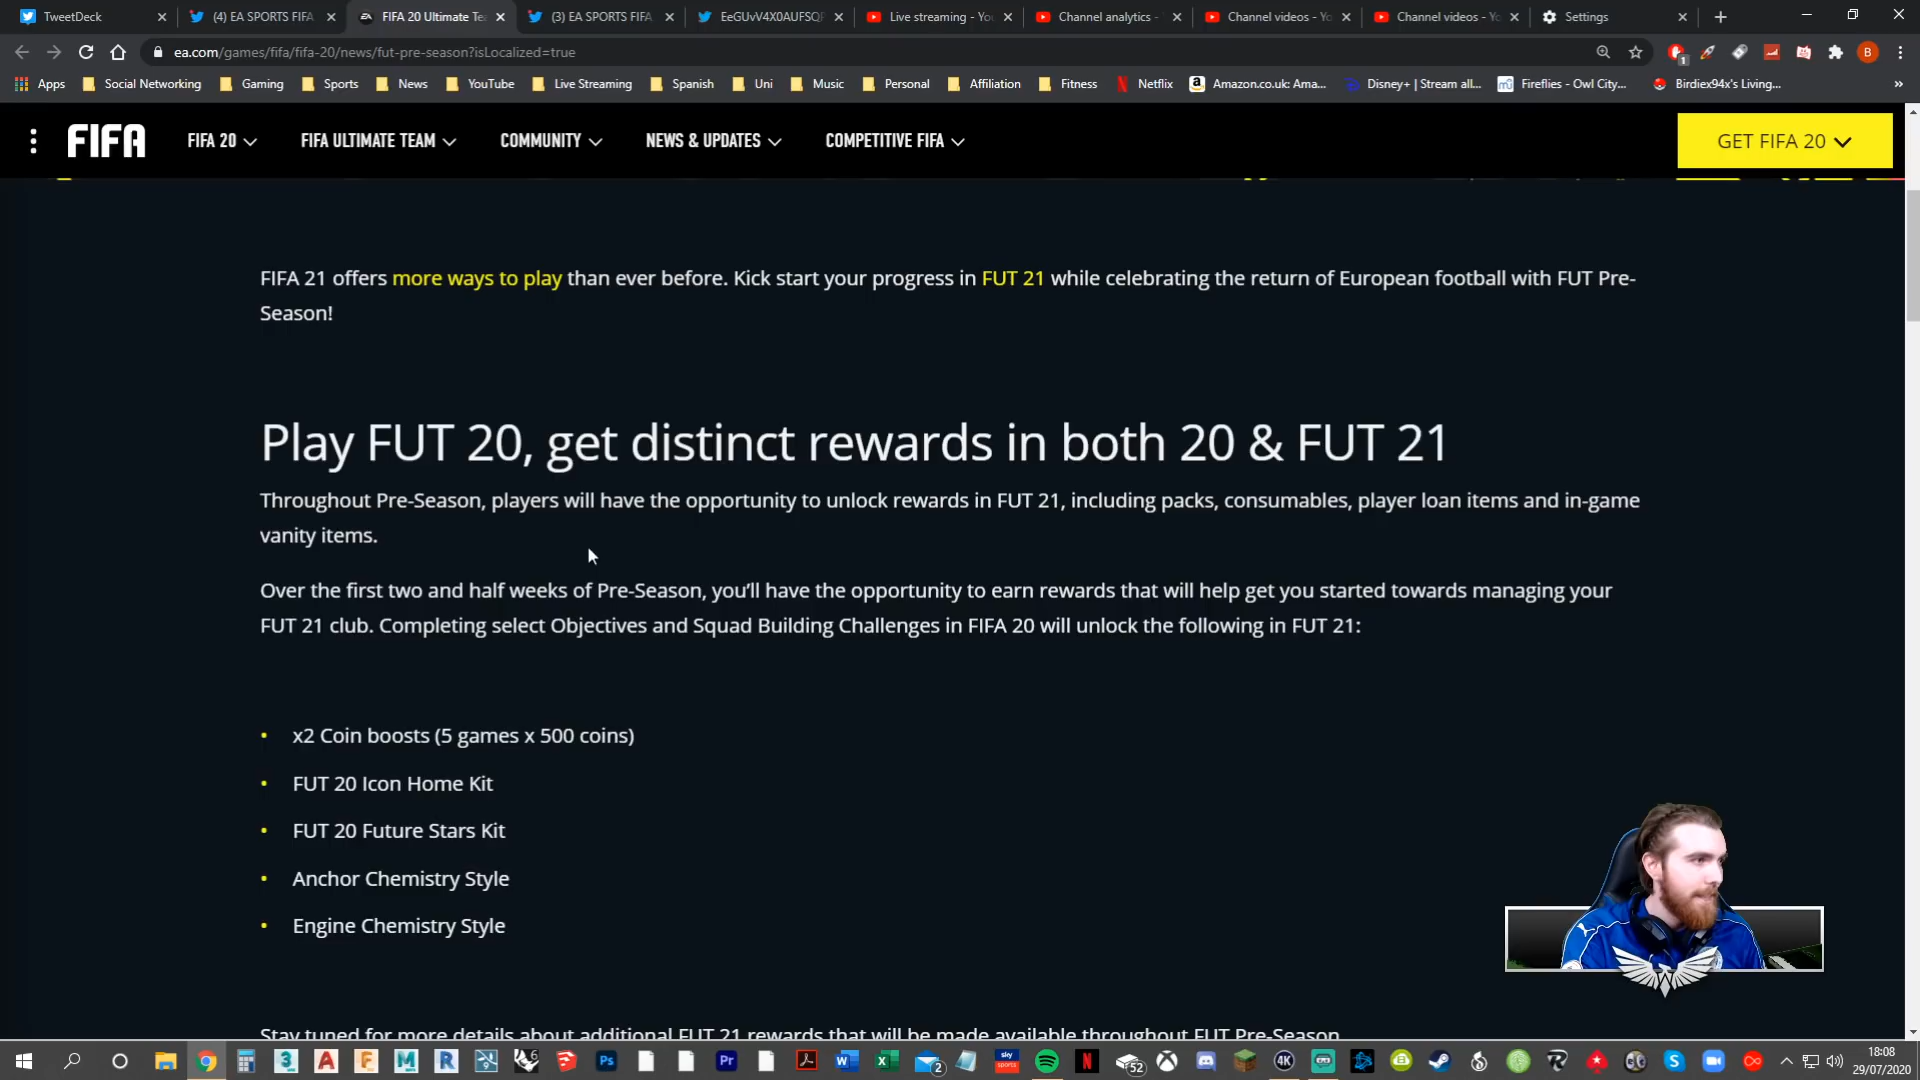 TweetDeck
(4) EA SPORTS FIFA
FIFA 20 Ultimate Te
(3) EA SPORTS FIFA
EeGUvV4X0AUFSQ
Live streaming - Yo
Channel analytics -
Channel videos - Yo
Channel videos - Yo
Settings
ea.com/games/fifa/fifa-20/news/fut-pre-season?isLocalized=true
Apps
Social Networking
Gaming
Sports
News
YouTube
Live Streaming
Spanish
Uni
Music
Personal
Affiliation
Fitness
Netflix
Amazon.co.uk: Ama...
Disney+ | Stream all...
Fireflies - Owl City...
Birdiex94x's Living...
FIFA
FIFA 20
FIFA ULTIMATE TEAM
COMMUNITY
NEWS & UPDATES
COMPETITIVE FIFA
GET FIFA 20
FIFA 21 offers more ways to play than ever before. Kick start your progress in FUT 21 while celebrating the return of European football with FUT Pre-
Season!
Play FUT 20, get distinct rewards in both 20 & FUT 21
Throughout Pre-Season, players will have the opportunity to unlock rewards in FUT 21, including packs, consumables, player loan items and in-game
vanity items.
Over the first two and half weeks of Pre-Season, you'll have the opportunity to earn rewards that will help get you started towards managing your
FUT 21 club. Completing select Objectives and Squad Building Challenges in FIFA 20 will unlock the following in FUT 21:
• x2 Coin boosts (5 games x 500 coins)
• FUT 20 Icon Home Kit
• FUT 20 Future Stars Kit
• Anchor Chemistry Style
• Engine Chemistry Style
Stay tuned for more details about additional FUT 21 rewards that will be made available throughout FUT Pre-Season
18:08
29/07/2020